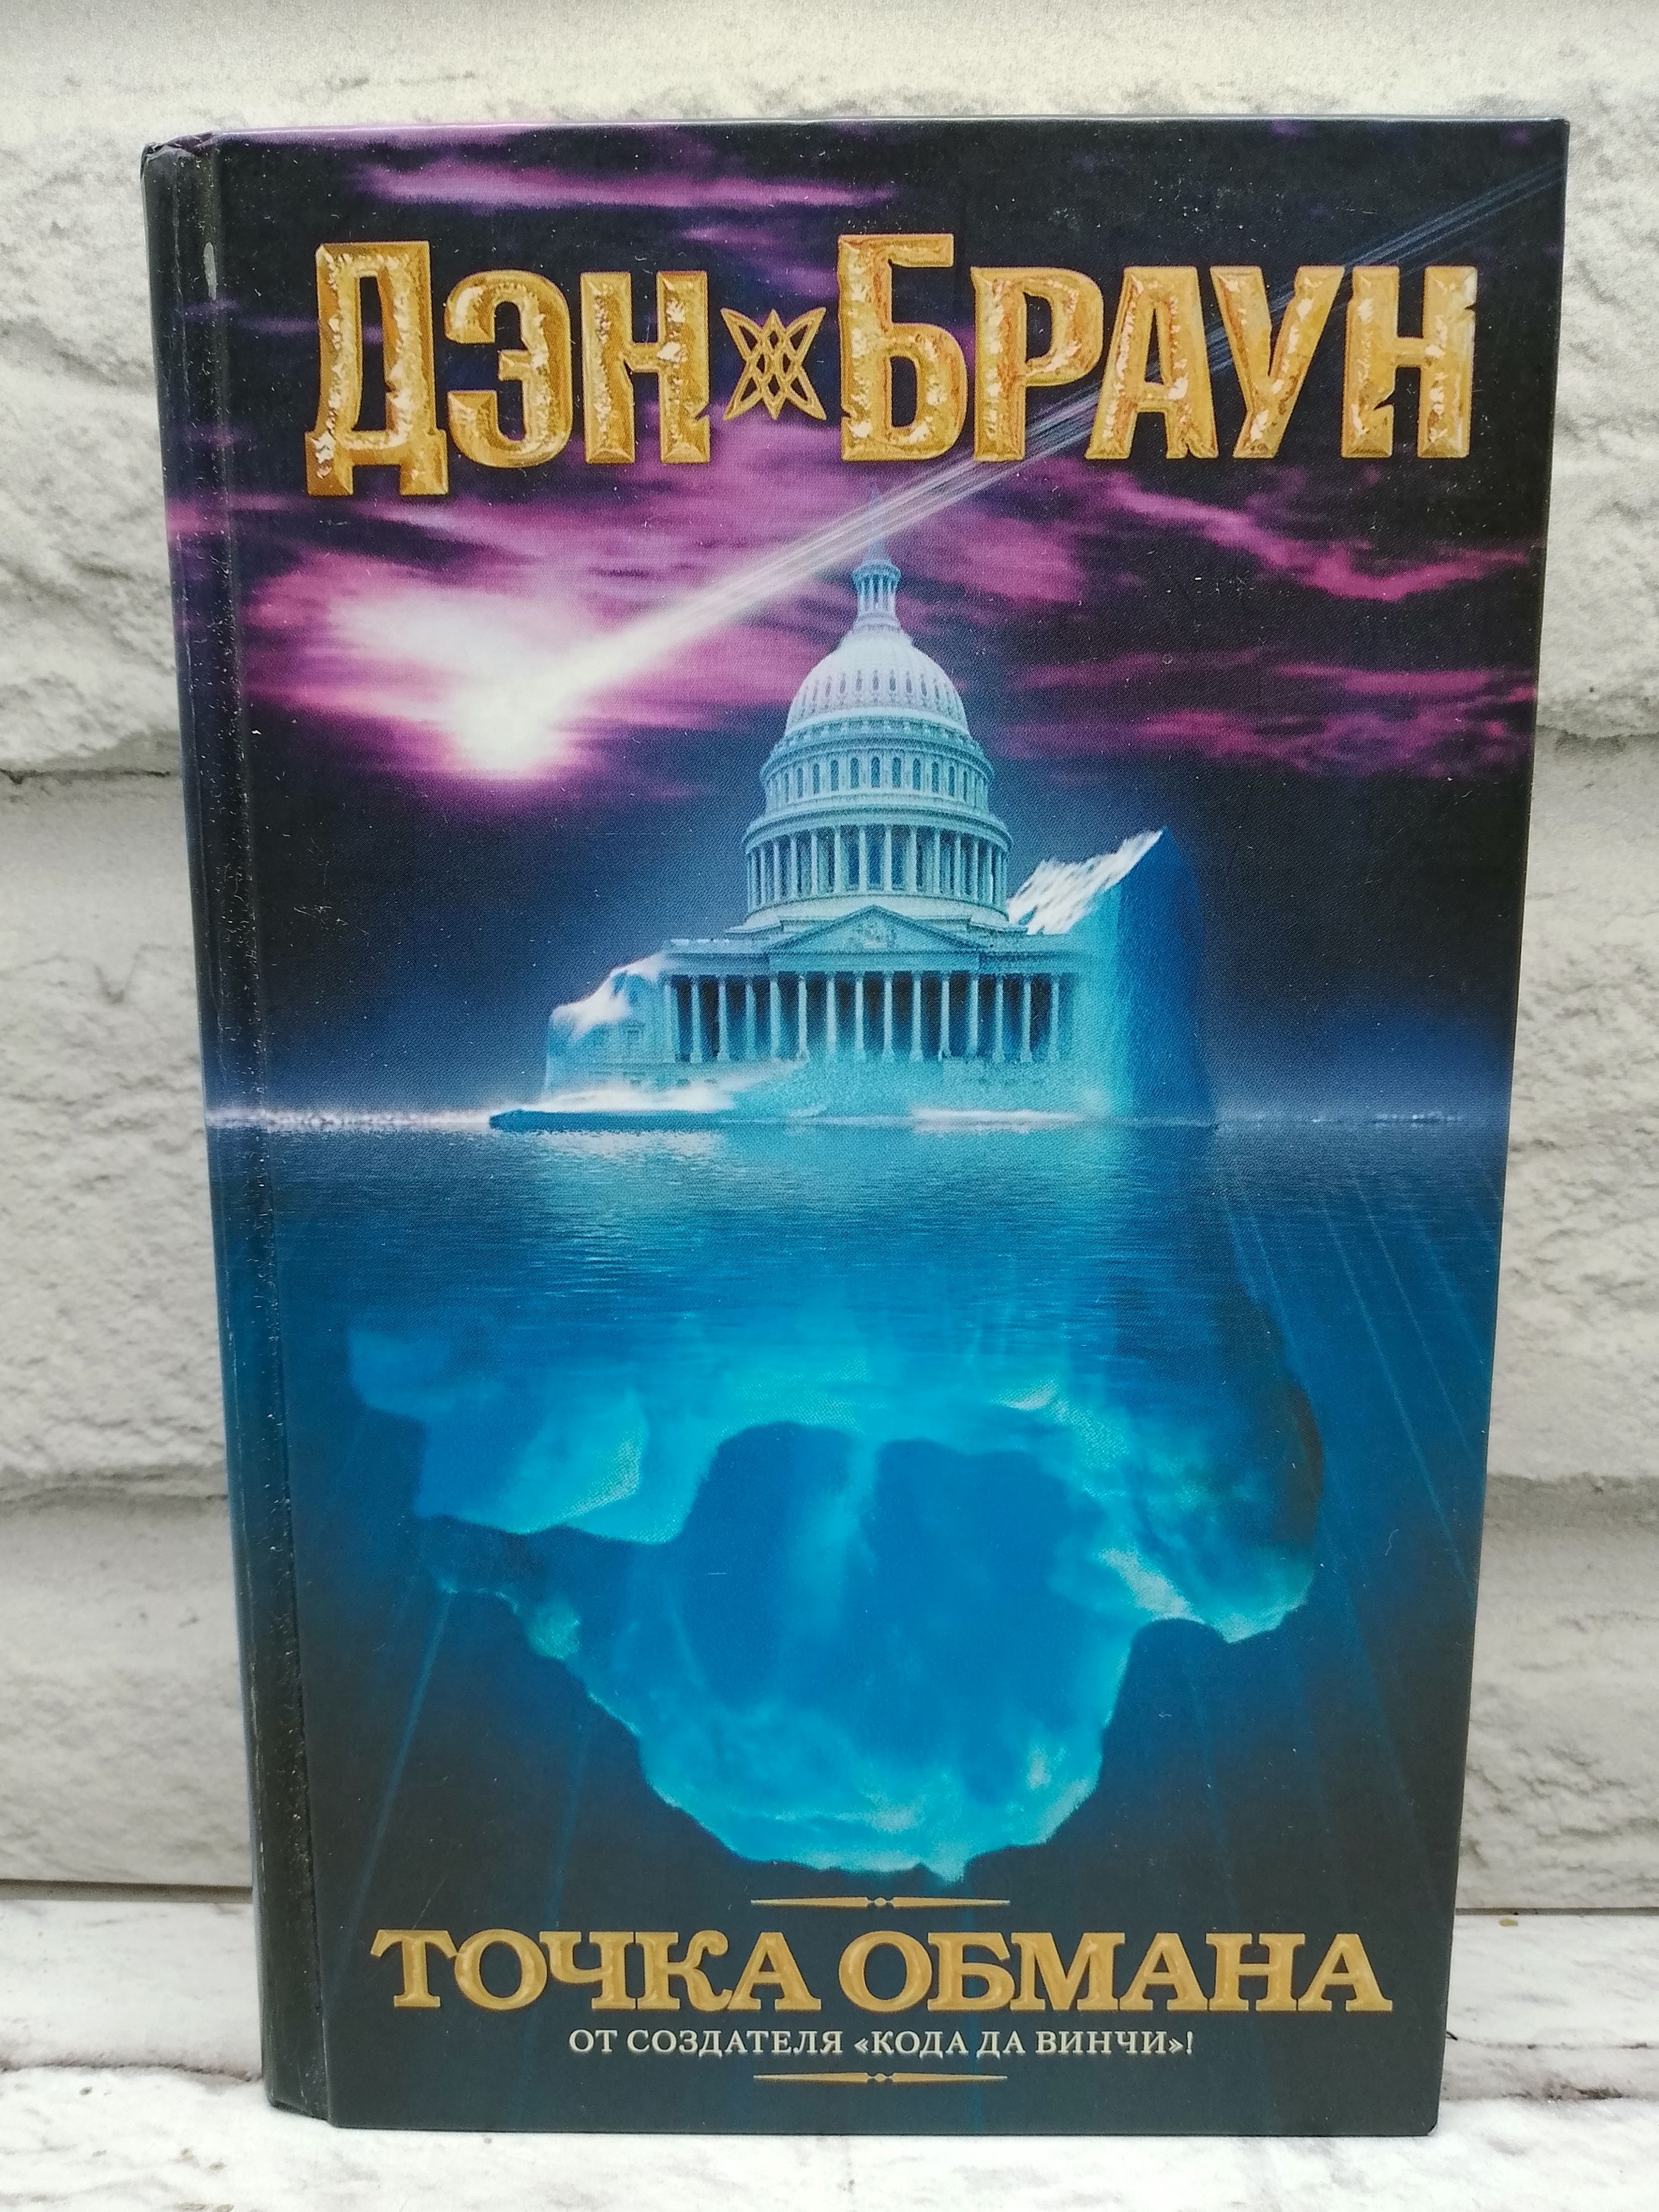 ДЭН БРАУН
ТОЧКА ОБМАНА
ОТ СОЗДАТЕЛЯ «КОДА ДА ВИНЧИ»!